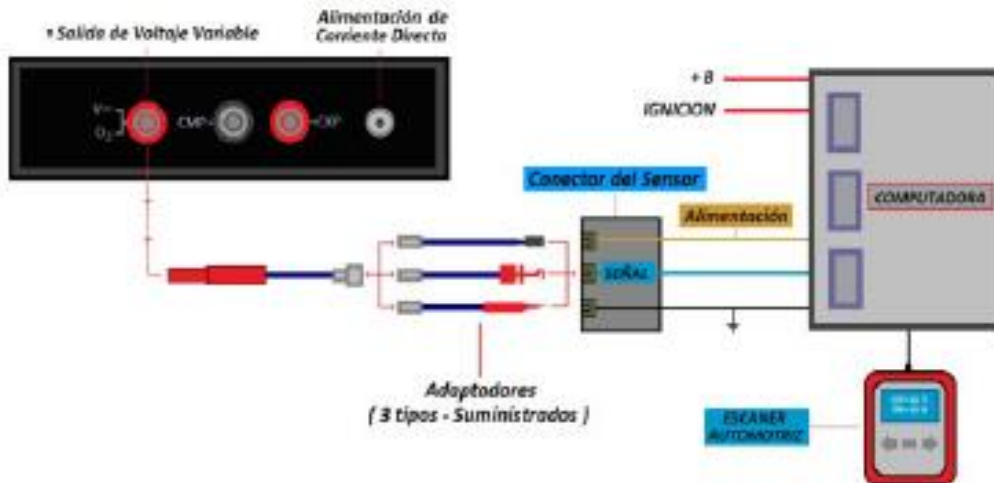 Salida de Voltaje Variable
Alimentación de
Corriente Directa
V
O2
CMP
CKP
+ B
IGNICION
Conector del Sensor
Alimentación
COMPUTADORA
SEÑAL
Adaptadores
( 3 tipos - Suministrados )
ESCANER
AUTOMOTRIZ